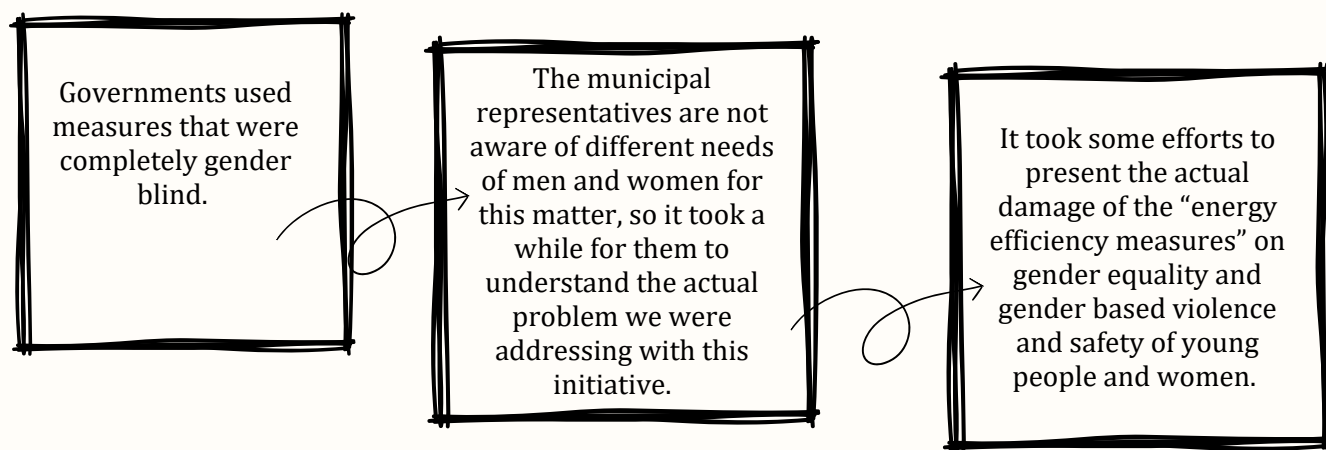 Governments used
measures that were
completely gender
blind.
The municipal
representatives are not
aware of different needs
of men and women for
this matter, so it took a
while for them to
understand the actual
problem we were
addressing with this
initiative.
It took some efforts to
present the actual
damage of the “energy
efficiency measures” on
gender equality and
gender based violence
and safety of young
people and women.